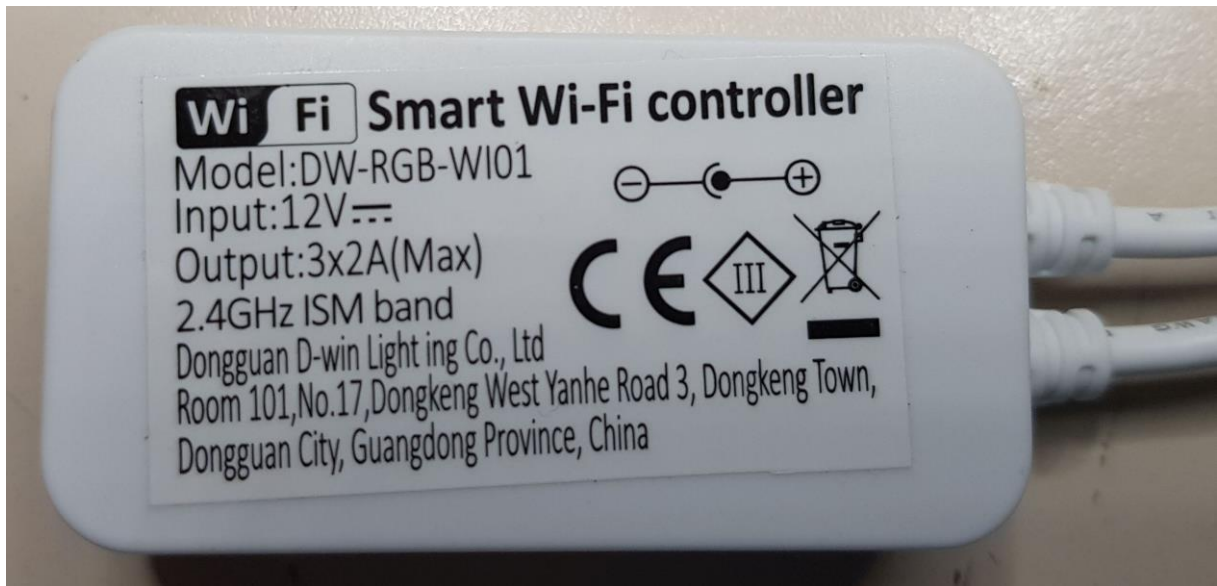 Wi Fi Smart Wi-Fi controller
Model:DW-RGB-WI01
Input:12V
Output:3x2A(Max)
2.4GHz ISM band
CE III
Dongguan D-win Light ing Co., Ltd
Room 101,No.17,Dongkeng West Yanhe Road 3, Dongkeng Town,
Dongguan City, Guangdong Province, China